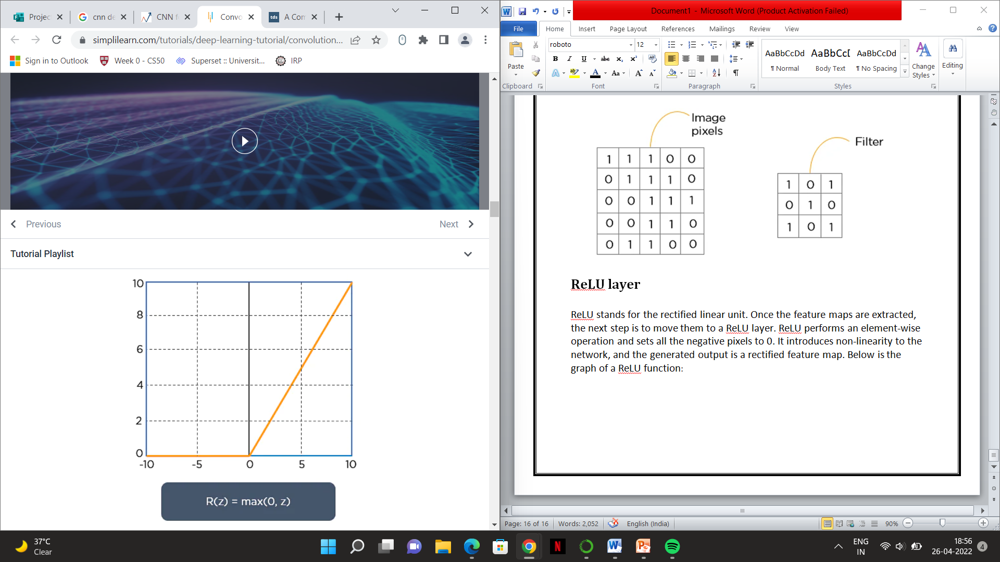 Projec
cnn de
CNN f
Convo
tds
A Com
simplilearn.com/tutorials/deep-learning-tutorial/convolution...
Sign in to Outlook
Week 0 - CS50
Superset :: Universit...
IRP
Previous
Next
Tutorial Playlist
10
8
6
4
2
0
-10 -5 0 5 10
R(z) = max(0, z)
Document1 - Microsoft Word (Product Activation Failed)
File Home Insert Page Layout References Mailings Review View
Paste
Clipboard
roboto 12
B I U abc x₂ x²
A ab A Aa A A
Font
Paragraph
AaBbCcDd AaBbCcI AaBbCcDd
¶ Normal Body Text ¶ No Spacing
Styles
Change
Styles
Editing
Image
pixels
Filter
1 1 1 0 0
0 1 1 1 0
0 0 1 1 1
0 0 1 1 0
0 1 1 0 0
1 0 1
0 1 0
1 0 1
ReLU layer
ReLU stands for the rectified linear unit. Once the feature maps are extracted,
the next step is to move them to a ReLU layer. ReLU performs an element-wise
operation and sets all the negative pixels to 0. It introduces non-linearity to the
network, and the generated output is a rectified feature map. Below is the
graph of a ReLU function:
Page: 16 of 16 Words: 2,052 English (India) 90%
37°C
Clear
ENG
IN
18:56
26-04-2022
4